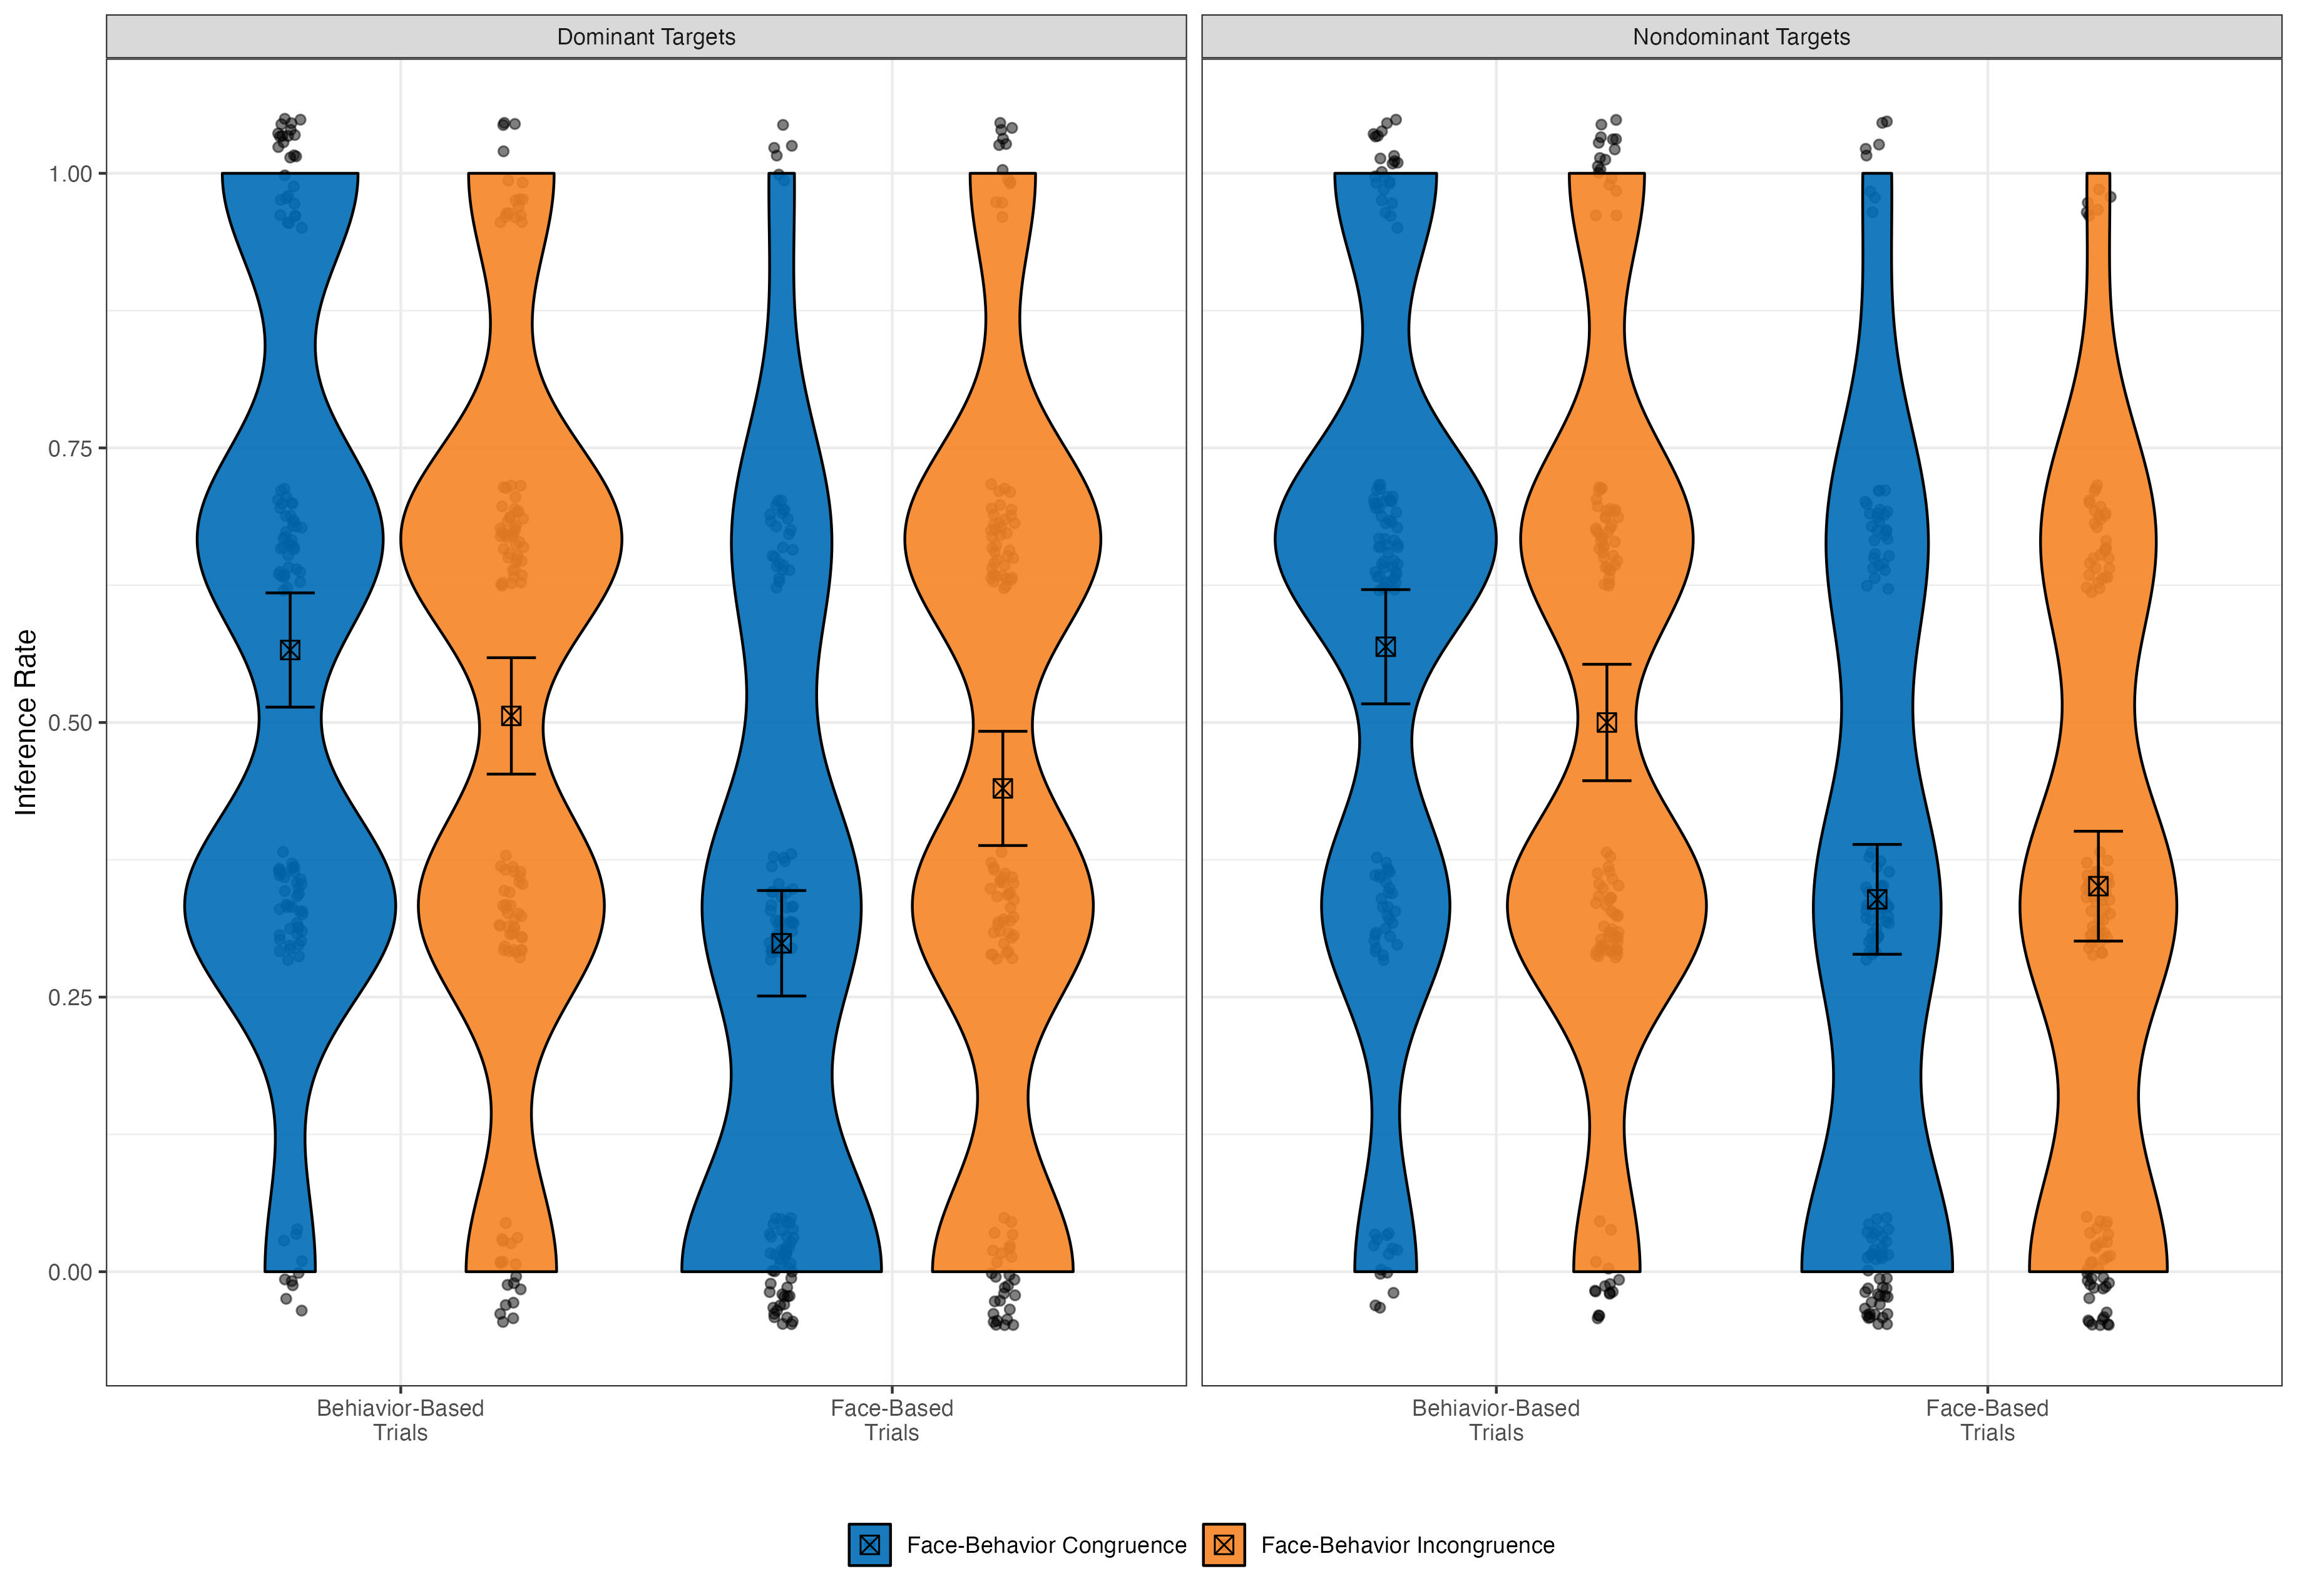 Dominant Targets
Nondominant Targets
Inference Rate
1.00
0.75
0.50
0.25
0.00
Behiavior-Based
Trials
Face-Based
Trials
Behiavior-Based
Trials
Face-Based
Trials
Face-Behavior Congruence
Face-Behavior Incongruence